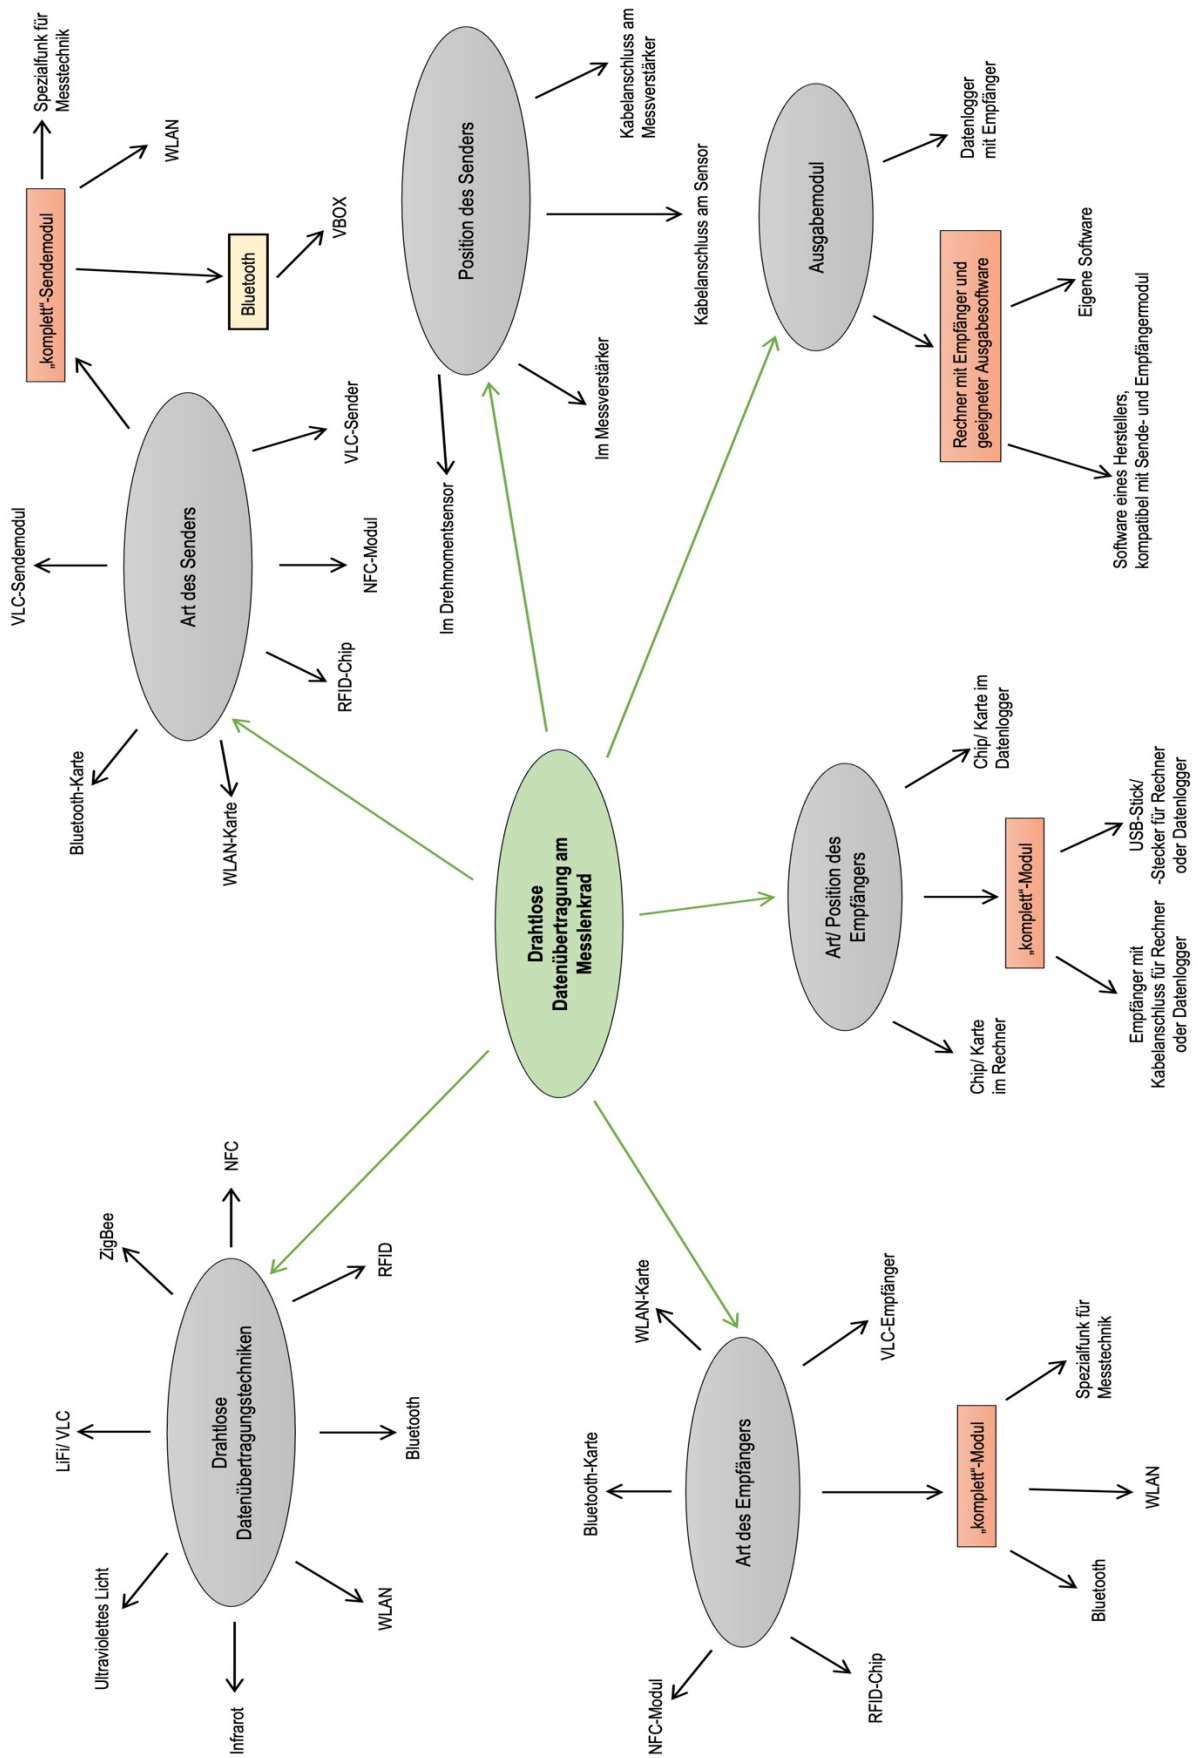 Drahtlose
Datenübertragung am
Messlenkrad
Drahtlose
Datenübertragungstechniken
Infrarot
Ultraviolettes Licht
LiFi/ VLC
ZigBee
NFC
RFID
Bluetooth
WLAN
Art des Senders
Bluetooth-Karte
VLC-Sendemodul
„komplett“-Sendemodul
Spezialfunk für
Messtechnik
WLAN
Bluetooth
VBOX
VLC-Sender
NFC-Modul
RFID-Chip
WLAN-Karte
Position des Senders
Im Drehmomentsensor
Im Messverstärker
Kabelanschluss am Sensor
Kabelanschluss am
Messverstärker
Ausgabemodul
Datenlogger
mit Empfänger
Rechner mit Empfänger und
geeigneter Ausgabesoftware
Eigene Software
Software eines Herstellers,
kompatibel mit Sende- und Empfängermodul
Art/ Position des
Empfängers
Chip/ Karte
im Rechner
Chip/ Karte im
Datenlogger
„komplett“-Modul
Empfänger mit
Kabelanschluss für Rechner
oder Datenlogger
USB-Stick/
-Stecker für Rechner
oder Datenlogger
Art des Empfängers
NFC-Modul
Bluetooth-Karte
WLAN-Karte
VLC-Empfänger
RFID-Chip
„komplett“-Modul
Bluetooth
WLAN
Spezialfunk für
Messtechnik